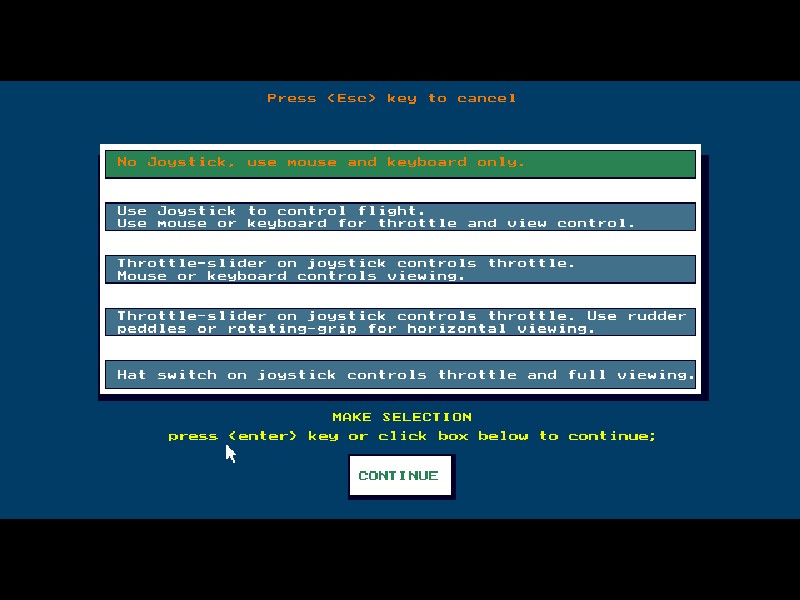 Press <Esc> key to cancel
No Joystick, use mouse and keyboard only.
Use Joystick to control flight.
Use mouse or keyboard for throttle and view control.
Throttle-slider on joystick controls throttle.
Mouse or keyboard controls viewing.
Throttle-slider on joystick controls throttle. Use rudder
peddles or rotating-grip for horizontal viewing.
Hat switch on joystick controls throttle and full viewing.
MAKE SELECTION
press <enter> key or click box below to continue;
CONTINUE